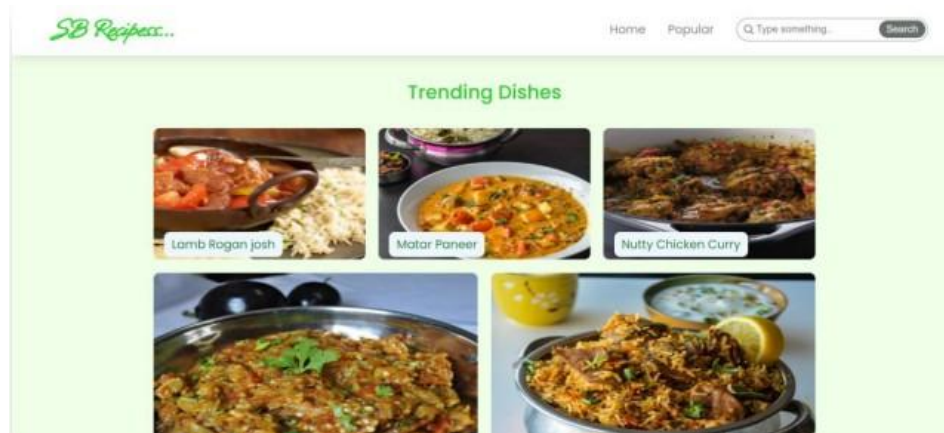 SB Recipess...
Home Popular Type something... Search
Trending Dishes
Lamb Rogan josh
Matar Paneer
Nutty Chicken Curry